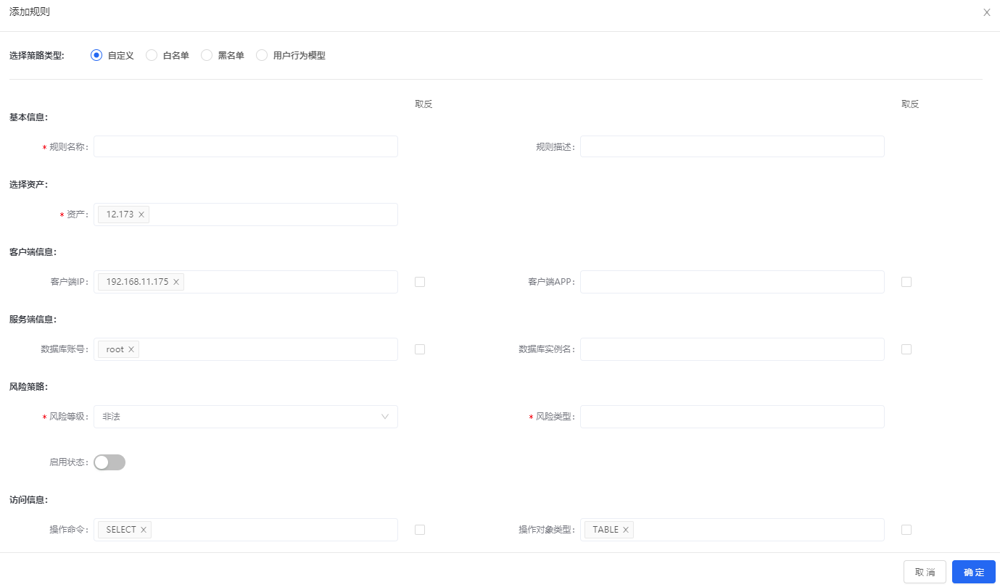 添加规则
选择策略类型: 自定义 白名单 黑名单 用户行为模型
取反 取反
基本信息:
* 规则名称: 规则描述:
选择资产:
* 资产: 12.173
客户端信息:
客户端IP: 192.168.11.175 客户端APP:
服务端信息:
数据库账号: root 数据库实例名:
风险策略:
* 风险等级: 非法 * 风险类型:
启用状态:
访问信息:
操作命令: SELECT 操作对象类型: TABLE
取 消 确 定